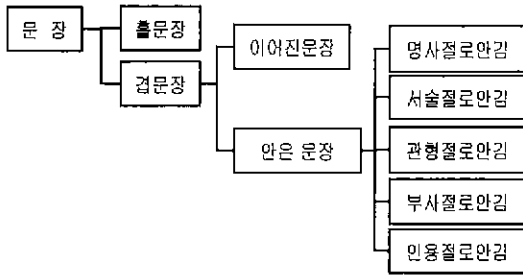 문 장
홑문장
겹문장
이어진문장
안은 문장
명사절로안김
서술절로안김
관형절로안김
부사절로안김
인용절로안김